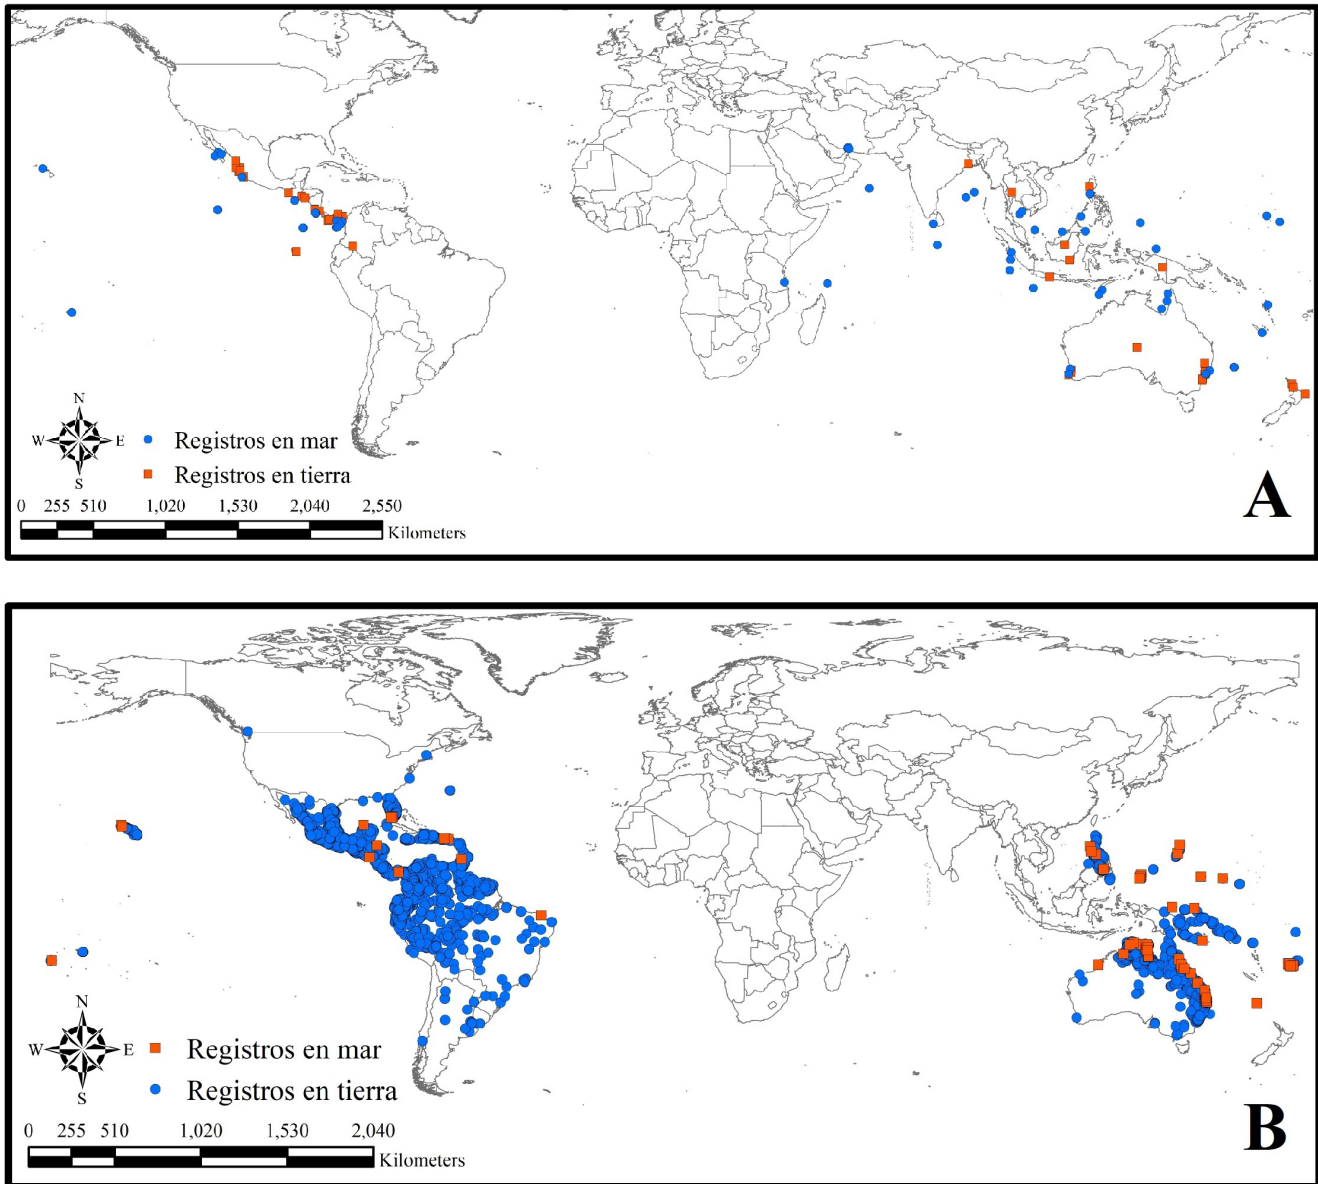 N
W E
S
Registros en mar
Registros en tierra
0 255 510 1,020 1,530 2,040 2,550
Kilometers
A
N
W E
S
Registros en mar
Registros en tierra
0 255 510 1,020 1,530 2,040
Kilometers
B